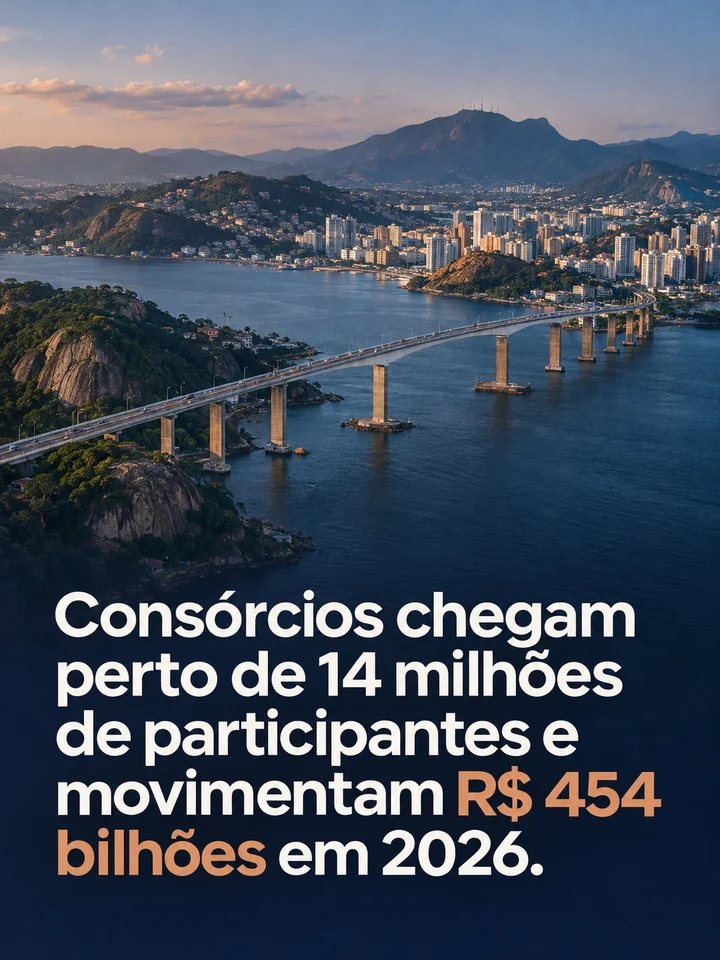 Consórcios chegam
perto de 14 milhões
de participantes e
movimentam R$ 454
bilhões em 2026.